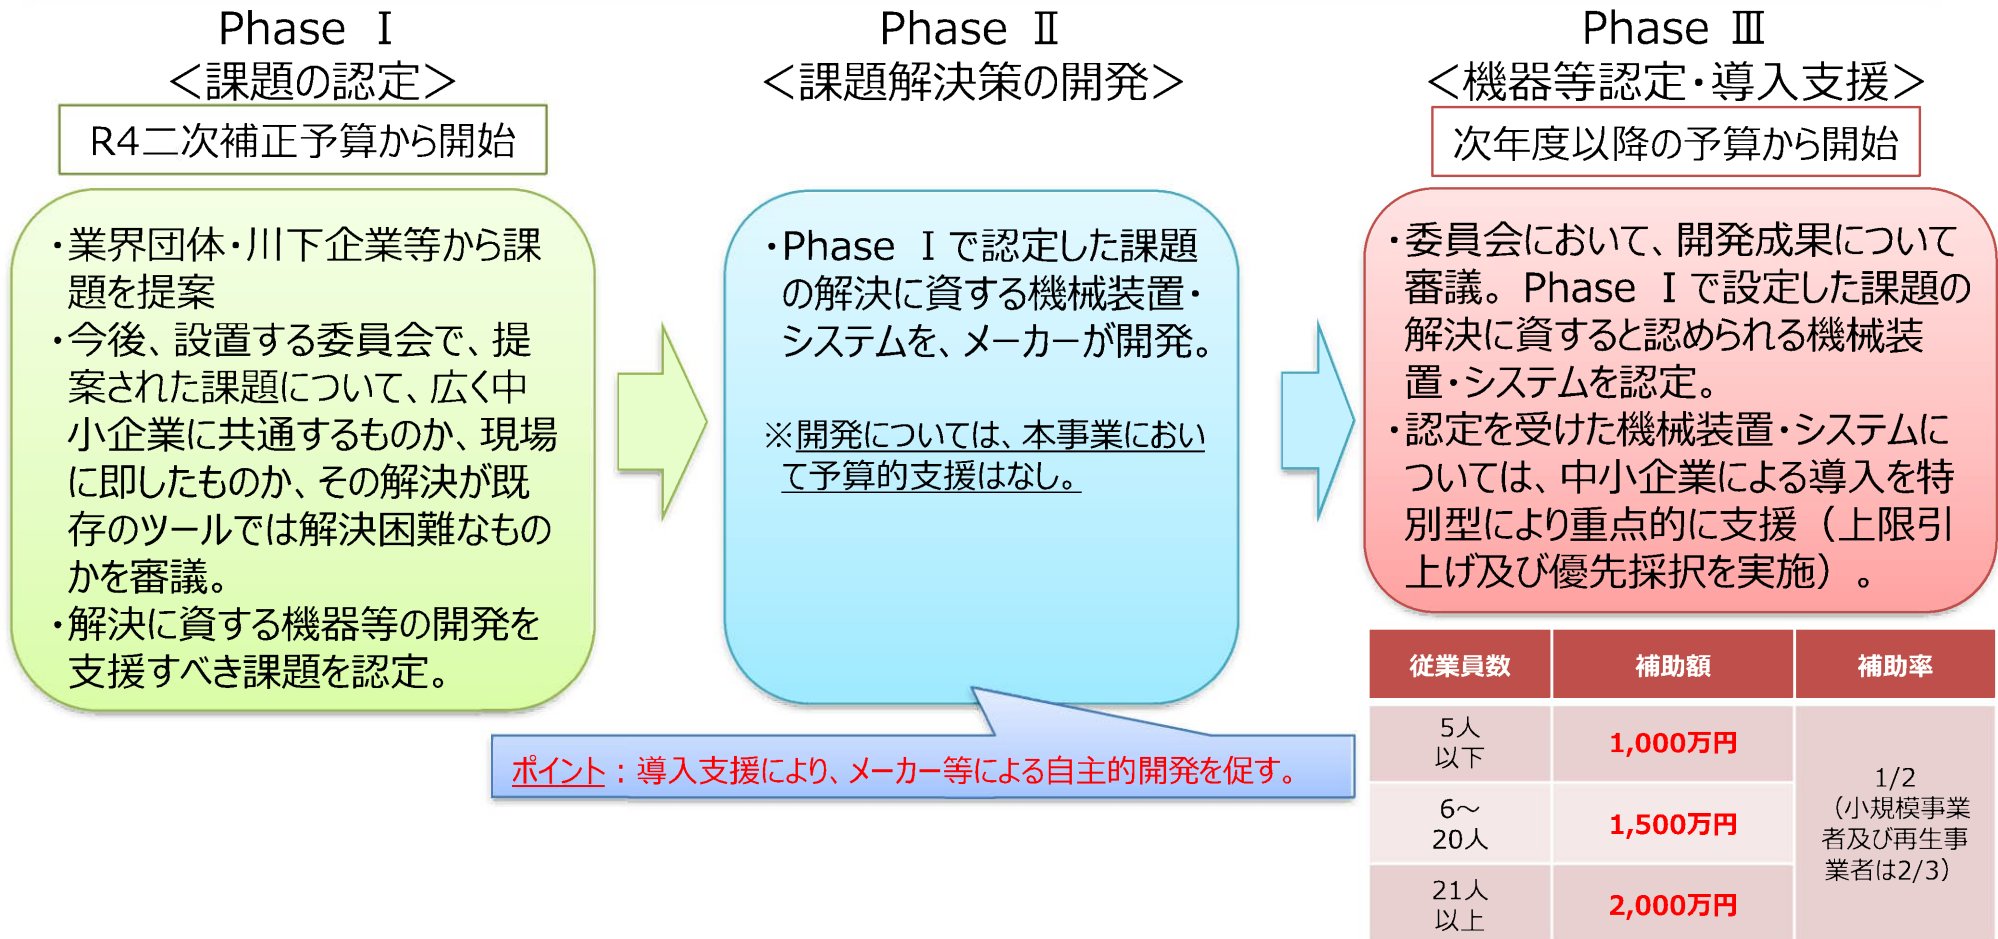 Phase Ⅰ
＜課題の認定＞
R4二次補正予算から開始
・業界団体・川下企業等から課
題を提案
・今後、設置する委員会で、提
案された課題について、広く中
小企業に共通するものか、現場
に即したものか、その解決が既
存のツールでは解決困難なもの
かを審議。
・解決に資する機器等の開発を
支援すべき課題を認定。
Phase Ⅱ
＜課題解決策の開発＞
・Phase Ⅰで認定した課題
の解決に資する機械装置・
システムを、メーカーが開発。
※開発については、本事業におい
て予算的支援はなし。
ポイント：導入支援により、メーカー等による自主的開発を促す。
Phase Ⅲ
＜機器等認定・導入支援＞
次年度以降の予算から開始
・委員会において、開発成果について
審議。Phase Ⅰで設定した課題の
解決に資すると認められる機械装
置・システムを認定。
・認定を受けた機械装置・システムに
ついては、中小企業による導入を特
別型により重点的に支援（上限引
上げ及び優先採択を実施）。
従業員数 補助額 補助率
5人
以下
1,000万円
6～
20人
1,500万円
21人
以上
2,000万円
1/2
（小規模事業
者及び再生事
業者は2/3）